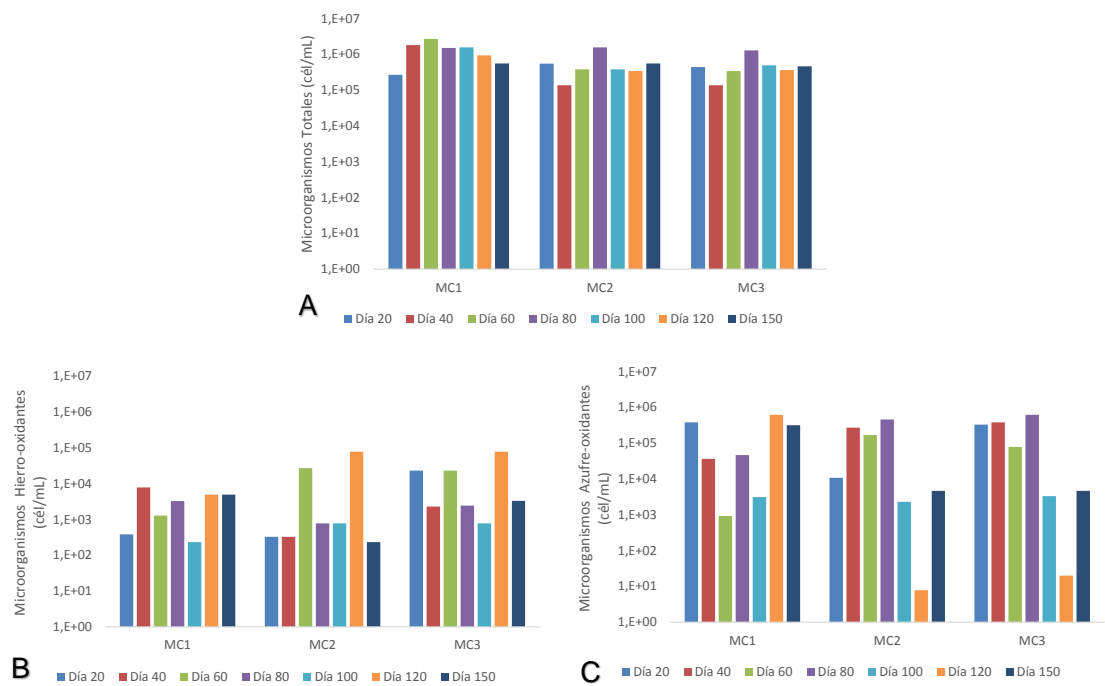 Microorganismos Totales (cél/mL)
1,E+07
1,E+06
1,E+05
1,E+04
1,E+03
1,E+02
1,E+01
1,E+00
MC1 MC2 MC3
A
Día 20 Día 40 Día 60 Día 80 Día 100 Día 120 Día 150
Microorganismos Hierro-oxidantes
(cél/mL)
1,E+07
1,E+06
1,E+05
1,E+04
1,E+03
1,E+02
1,E+01
1,E+00
MC1 MC2 MC3
B
Día 20 Día 40 Día 60 Día 80 Día 100 Día 120 Día 150
Microorganismos Azufre-oxidantes
(cél/mL)
1,E+07
1,E+06
1,E+05
1,E+04
1,E+03
1,E+02
1,E+01
1,E+00
MC1 MC2 MC3
C
Día 20 Día 40 Día 60 Día 80 Día 100 Día 120 Día 150